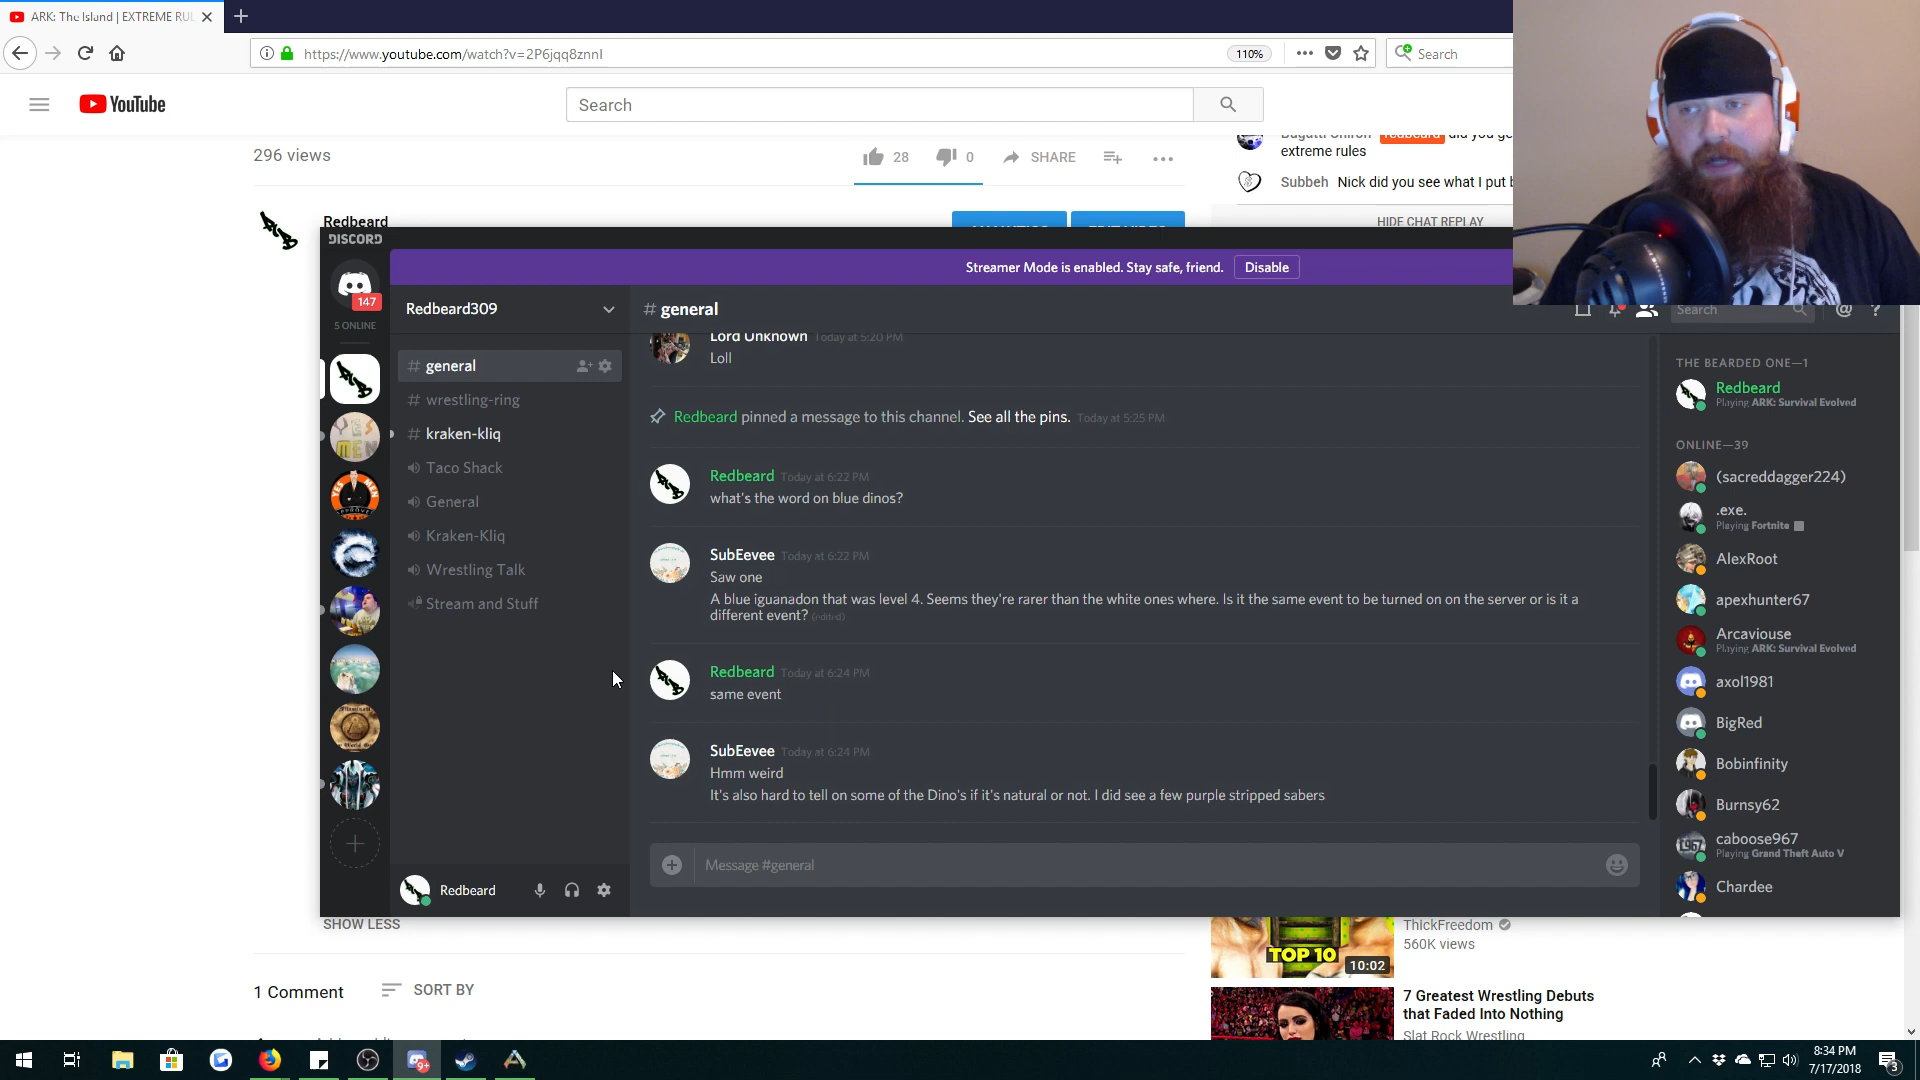 ARK: The Island | EXTREME RUL
https://www.youtube.com/watch?v=2P6jqq8znnI
110%
Search
YouTube
Search
296 views
28
0
SHARE
extreme rules
Subbeh Nick did you see what I put b
HIDE CHAT REPLAY
Redbeard
DISCORD
Streamer Mode is enabled. Stay safe, friend.
Disable
147
5 ONLINE
Redbeard309
# general
Search
# general
# wrestling-ring
# kraken-kliq
Taco Shack
General
Kraken-Kliq
Wrestling Talk
Stream and Stuff
Redbeard
Lord Unknown Today at 5:20 PM
Loll
Redbeard pinned a message to this channel. See all the pins. Today at 5:25 PM
Redbeard Today at 6:22 PM
what's the word on blue dinos?
SubEevee Today at 6:22 PM
Saw one
A blue iguanadon that was level 4. Seems they're rarer than the white ones where. Is it the same event to be turned on on the server or is it a
different event? (edited)
Redbeard Today at 6:24 PM
same event
SubEevee Today at 6:24 PM
Hmm weird
It's also hard to tell on some of the Dino's if it's natural or not. I did see a few purple stripped sabers
Message #general
THE BEARDED ONE—1
Redbeard
Playing ARK: Survival Evolved
ONLINE—39
(sacreddagger224)
.exe.
Playing Fortnite
AlexRoot
apexhunter67
Arcaviouse
Playing ARK: Survival Evolved
axol1981
BigRed
Bobinfinity
Burnsy62
caboose967
Playing Grand Theft Auto V
Chardee
SHOW LESS
1 Comment
SORT BY
TOP 10
10:02
ThickFreedom
560K views
7 Greatest Wrestling Debuts
that Faded Into Nothing
Slat Rock Wrestling
9+
8:34 PM
7/17/2018
3